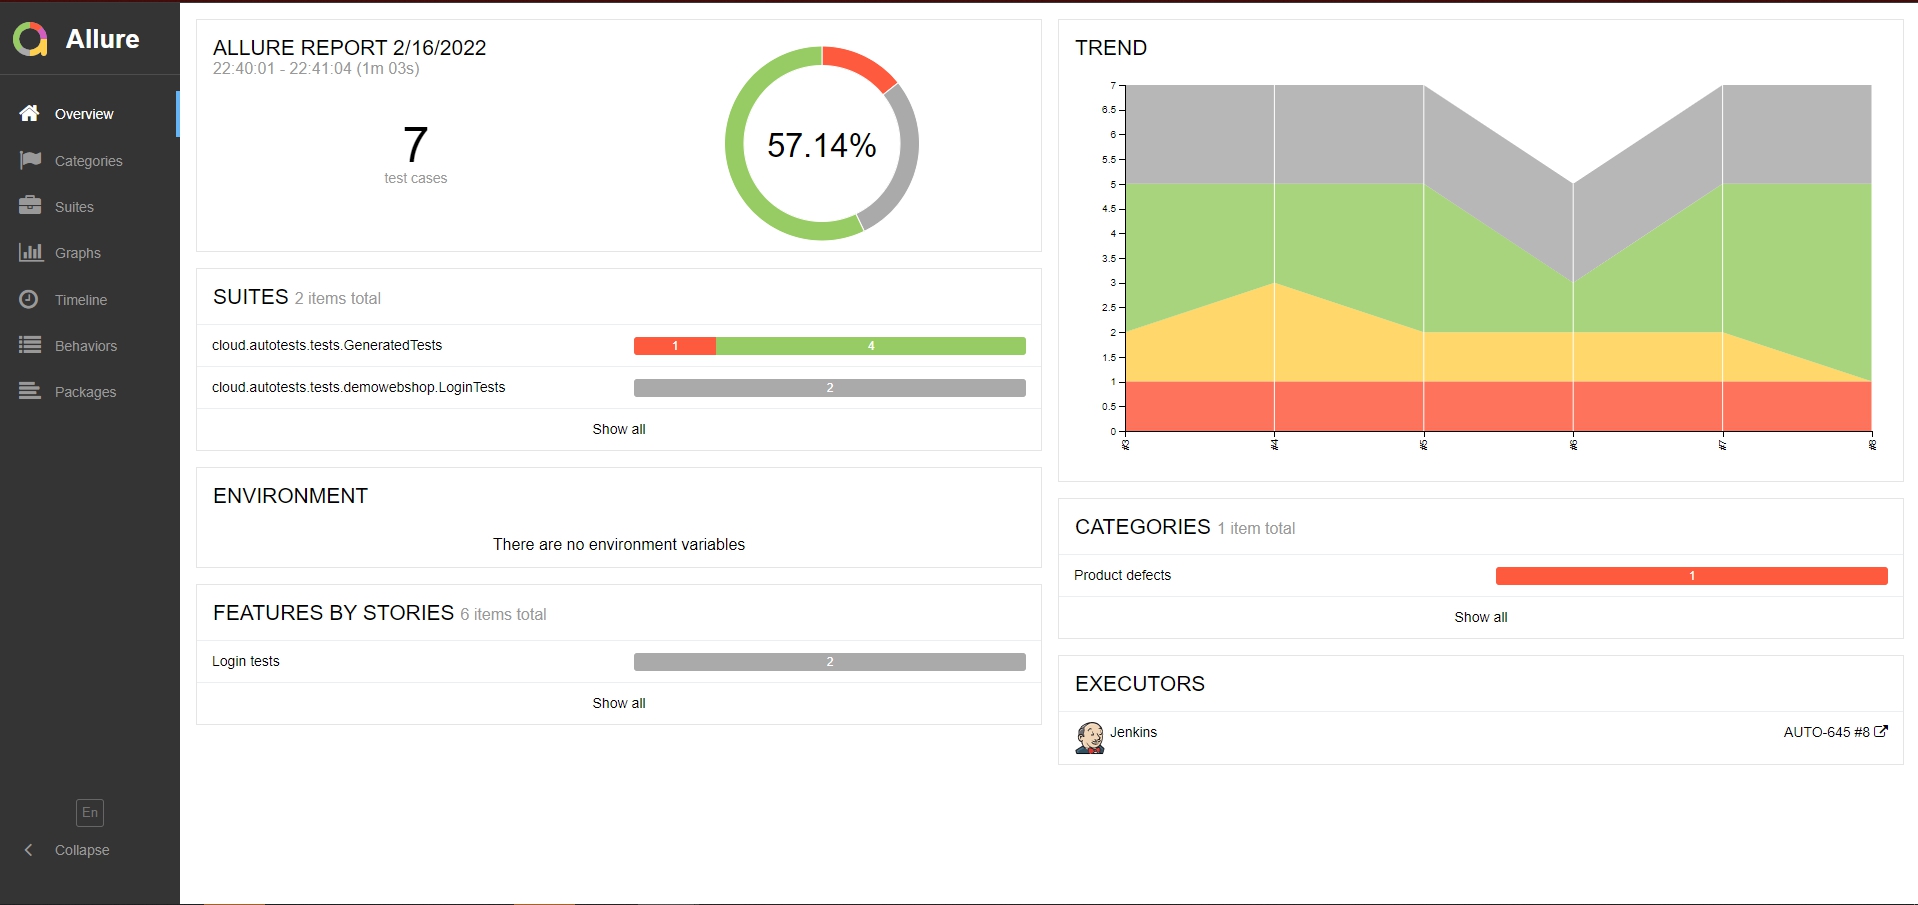 Allure
Overview
Categories
Suites
Graphs
Timeline
Behaviors
Packages
En
Collapse
ALLURE REPORT 2/16/2022
22:40:01 - 22:41:04 (1m 03s)
7
test cases
57.14%
SUITES 2 items total
cloud.autotests.tests.GeneratedTests 1 4
cloud.autotests.tests.demowebshop.LoginTests 2
Show all
ENVIRONMENT
There are no environment variables
FEATURES BY STORIES 6 items total
Login tests 2
Show all
TREND
7
6.5
6
5.5
5
4.5
4
3.5
3
2.5
2
1.5
1
0.5
0
#3 #4 #5 #6 #7 #8
CATEGORIES 1 item total
Product defects 1
Show all
EXECUTORS
Jenkins AUTO-645 #8